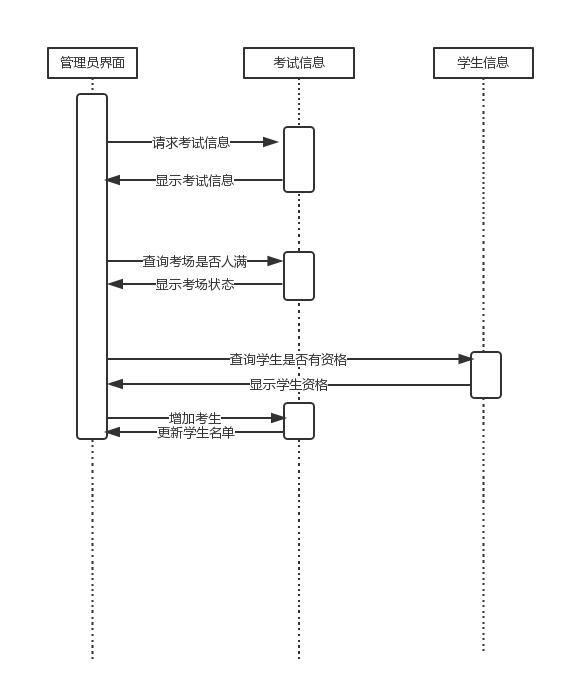 管理员界面
考试信息
学生信息
请求考试信息
显示考试信息
查询考场是否人满
显示考场状态
查询学生是否有资格
显示学生资格
增加考生
更新学生名单